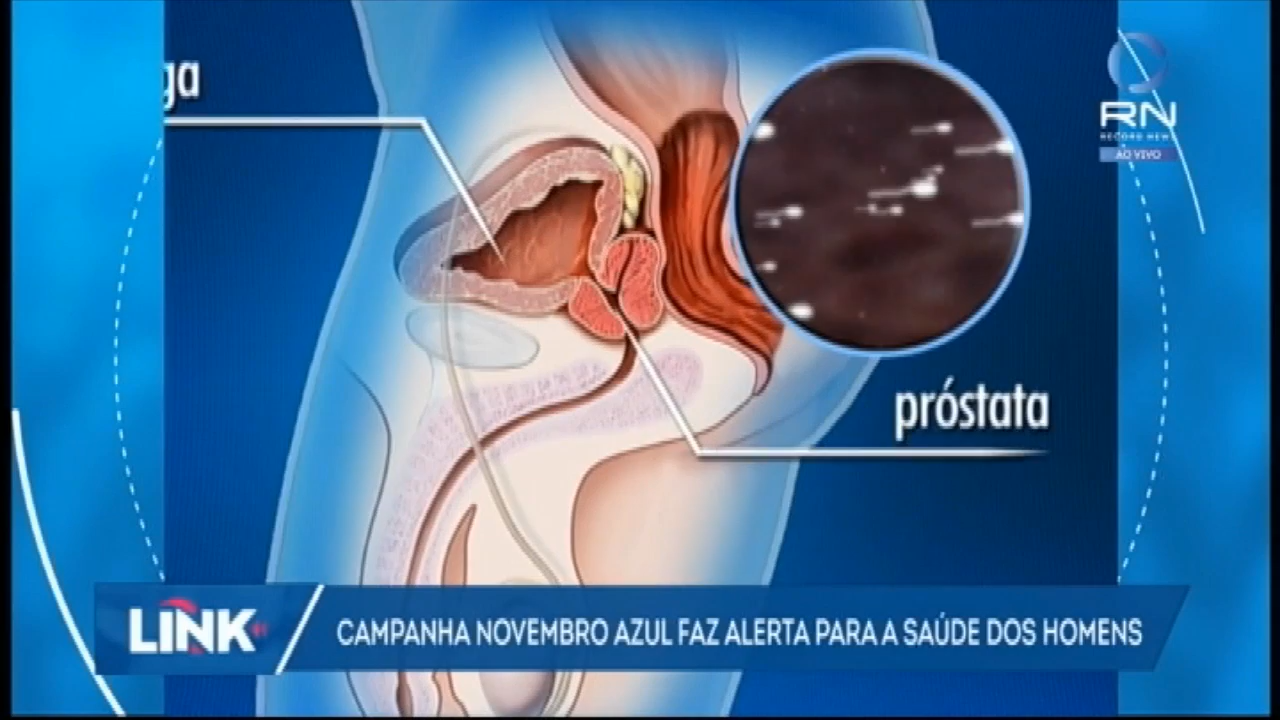 ga
RN
RECORD NEWS
AO VIVO
próstata
LINK
CAMPANHA NOVEMBRO AZUL FAZ ALERTA PARA A SAÚDE DOS HOMENS